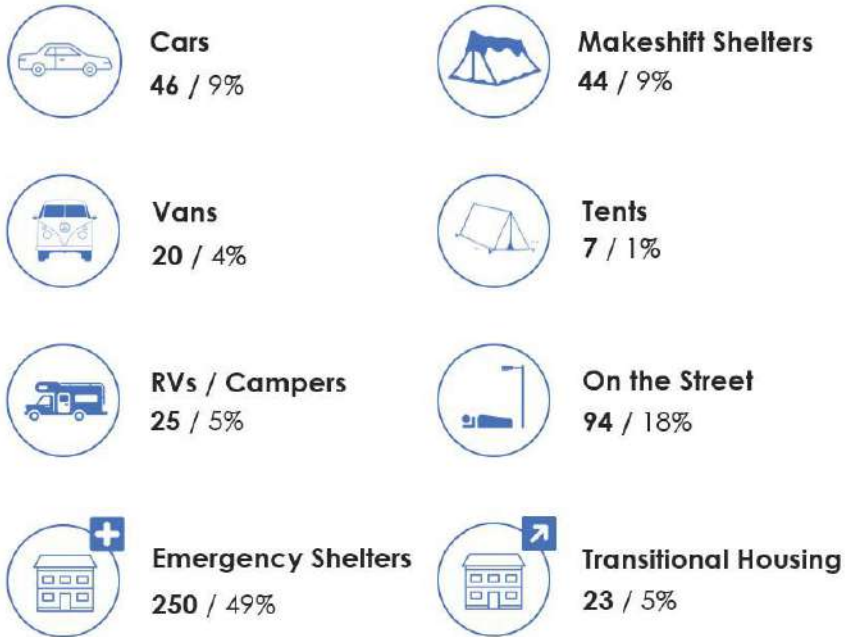 Cars
46 / 9%
Makeshift Shelters
44 / 9%
Vans
20 / 4%
Tents
7 / 1%
RVs / Campers
25 / 5%
On the Street
94 / 18%
Emergency Shelters
250 / 49%
Transitional Housing
23 / 5%